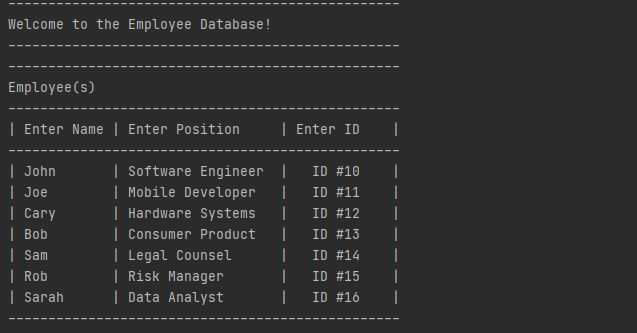 -------------------------------------------------
Welcome to the Employee Database!
-------------------------------------------------
-------------------------------------------------
Employee(s)
-------------------------------------------------
| Enter Name | Enter Position     | Enter ID    |
-------------------------------------------------
| John       | Software Engineer  |   ID #10    |
| Joe        | Mobile Developer   |   ID #11    |
| Cary       | Hardware Systems   |   ID #12    |
| Bob        | Consumer Product   |   ID #13    |
| Sam        | Legal Counsel      |   ID #14    |
| Rob        | Risk Manager       |   ID #15    |
| Sarah      | Data Analyst       |   ID #16    |
-------------------------------------------------